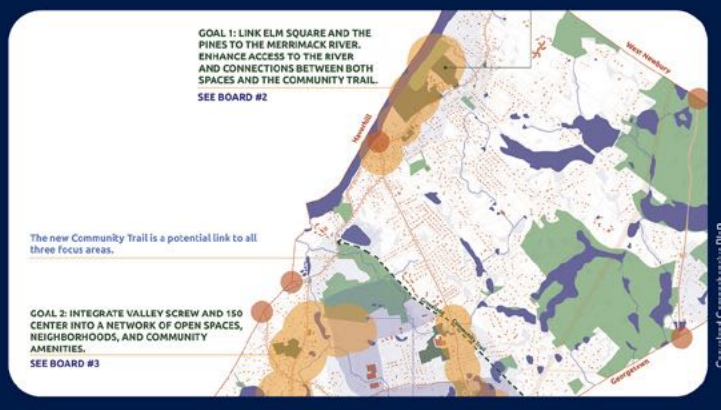 GOAL 1: LINK ELM SQUARE AND THE
PINES TO THE MERRIMACK RIVER.
ENHANCE ACCESS TO THE RIVER
AND CONNECTIONS BETWEEN BOTH
SPACES AND THE COMMUNITY TRAIL.
SEE BOARD #2
West Newbury
Haverhill
The new Community Trail is a potential link to all
three focus areas.
GOAL 2: INTEGRATE VALLEY SCREW AND 150
CENTER INTO A NETWORK OF OPEN SPACES,
NEIGHBORHOODS, AND COMMUNITY
AMENITIES.
SEE BOARD #3
Georgetown